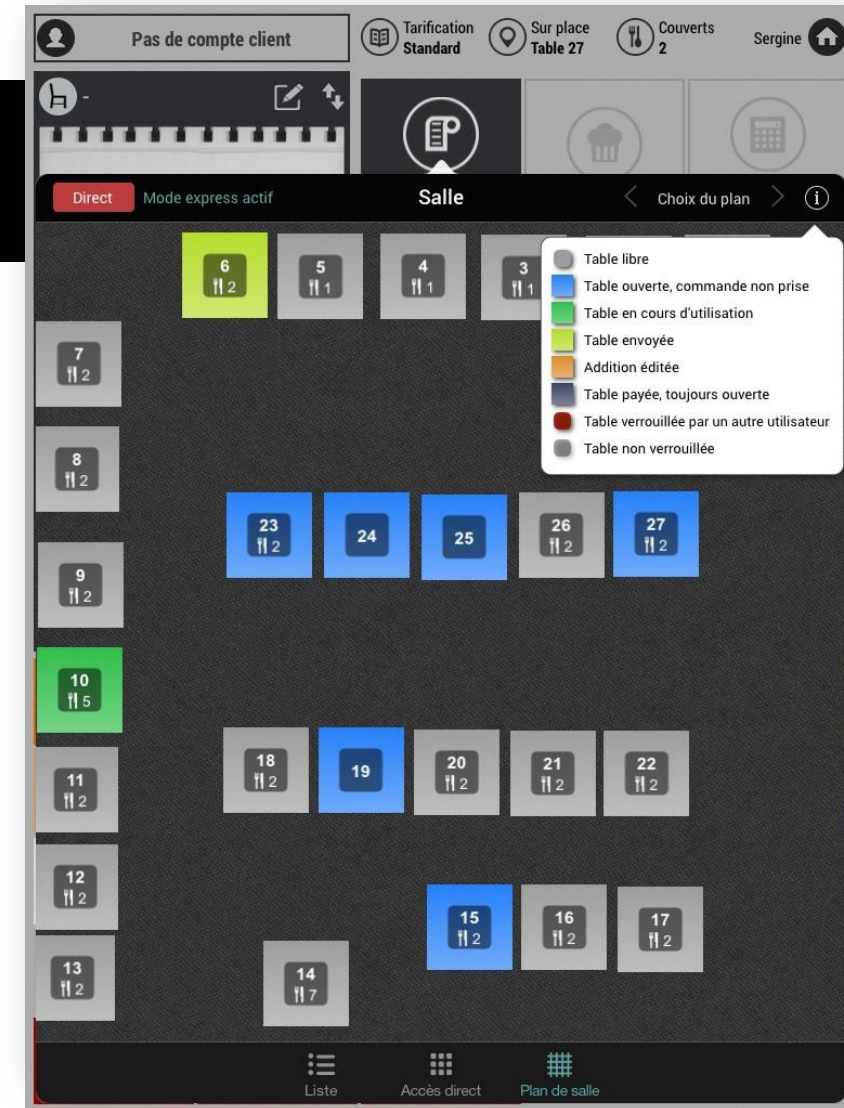 Pas de compte client
Tarification
Standard
Sur place
Table 27
Couverts
2
Sergine
-
Direct
Mode express actif
Salle
Choix du plan
i
6
2
5
1
4
1
3
1
Table libre
Table ouverte, commande non prise
Table en cours d'utilisation
Table envoyée
Addition éditée
Table payée, toujours ouverte
Table verrouillée par un autre utilisateur
Table non verrouillée
7
2
8
2
23
2
24
25
26
2
27
2
9
2
10
5
18
2
19
20
2
21
2
22
2
11
2
12
2
15
2
16
2
17
2
13
2
14
7
Liste
Accès direct
Plan de salle